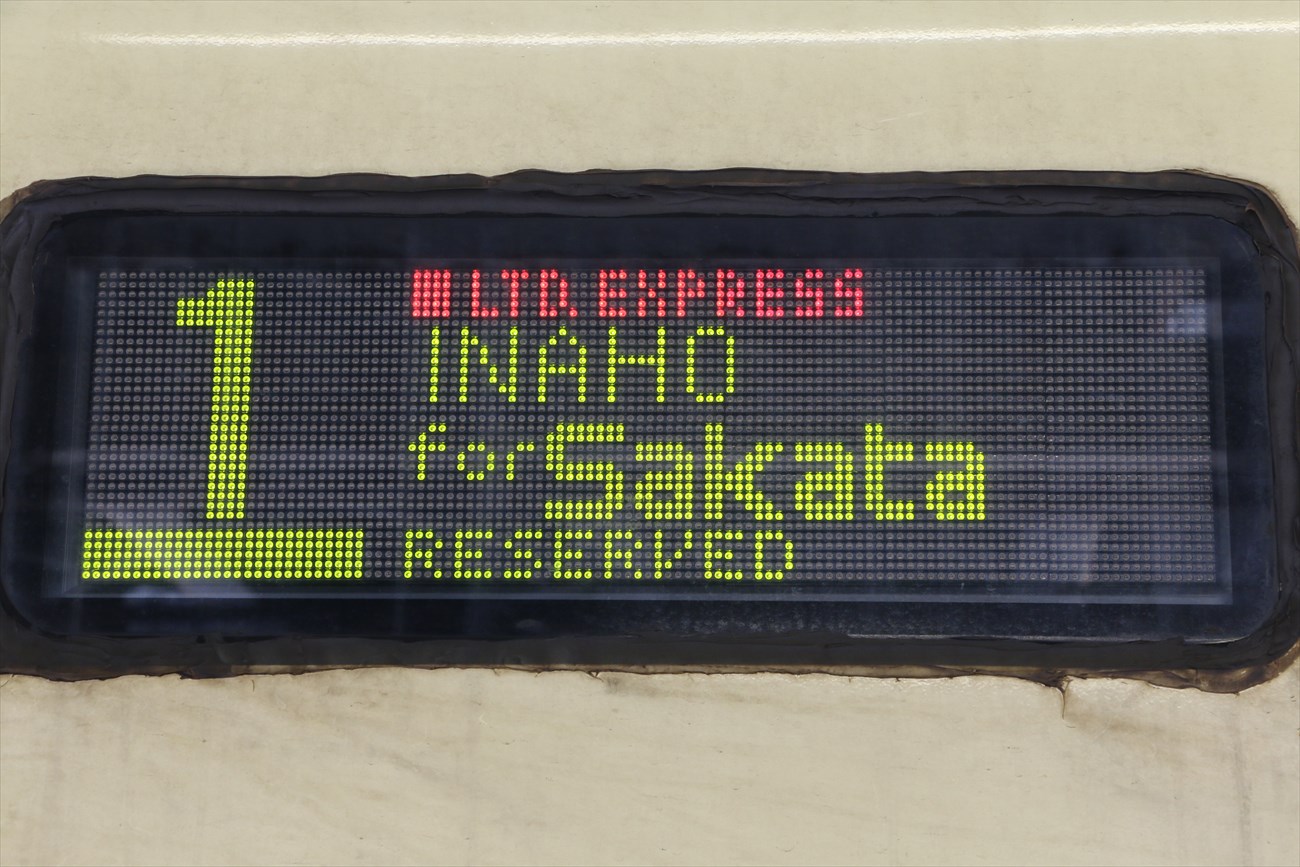 1
LTD. EXPRESS
INAHO
for Sakata
RESERVED